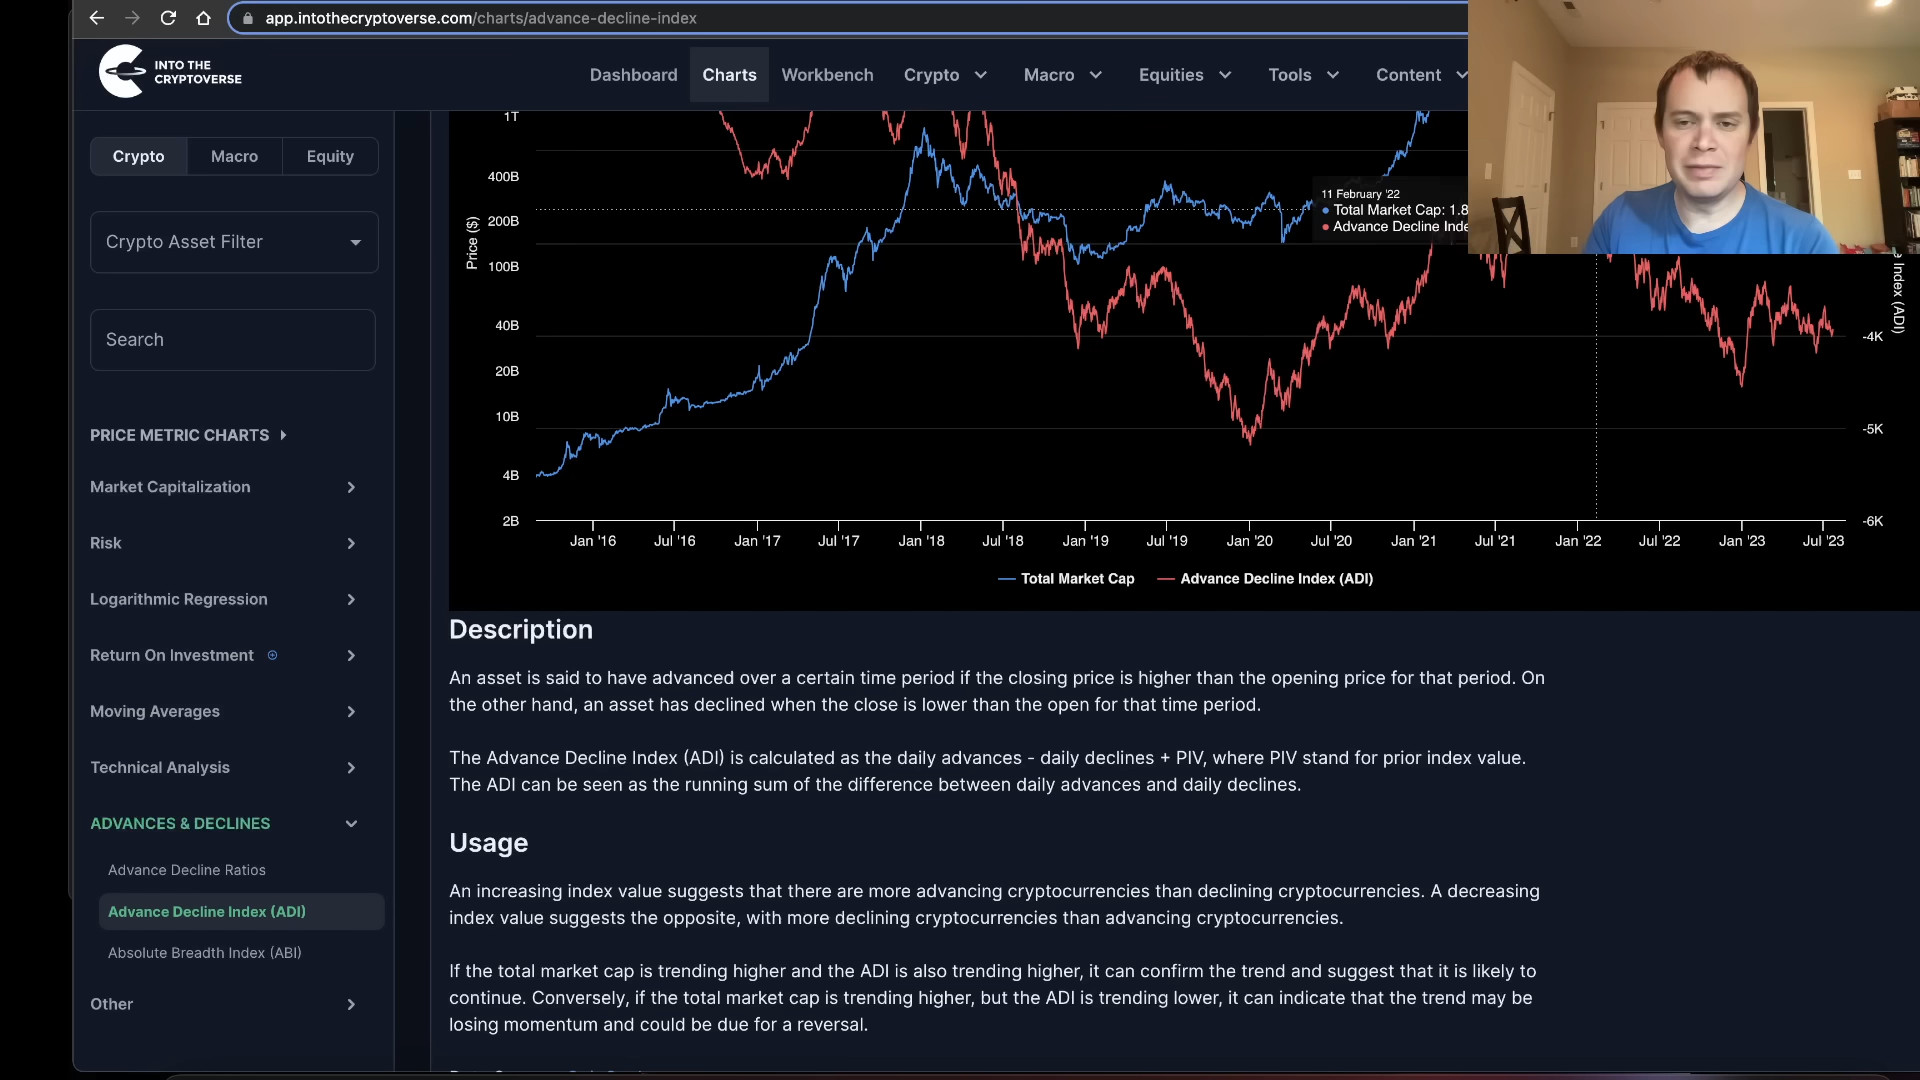 app.intothecryptoverse.com/charts/advance-decline-index
INTO THE
CRYPTOVERSE
Dashboard
Charts
Workbench
Crypto
Macro
Equities
Tools
Content
Crypto
Macro
Equity
Crypto Asset Filter
Search
PRICE METRIC CHARTS
Market Capitalization
Risk
Logarithmic Regression
Return On Investment
Moving Averages
Technical Analysis
ADVANCES & DECLINES
Advance Decline Ratios
Advance Decline Index (ADI)
Absolute Breadth Index (ABI)
Other
Price ($)
1T
400B
200B
100B
40B
20B
10B
4B
2B
11 February '22
Total Market Cap: 1.8
Advance Decline Inde
Index (ADI)
-4K
-5K
-6K
Jan '16
Jul '16
Jan '17
Jul '17
Jan '18
Jul '18
Jan '19
Jul '19
Jan '20
Jul '20
Jan '21
Jul '21
Jan '22
Jul '22
Jan '23
Jul '23
Total Market Cap
Advance Decline Index (ADI)
Description
An asset is said to have advanced over a certain time period if the closing price is higher than the opening price for that period. On
the other hand, an asset has declined when the close is lower than the open for that time period.
The Advance Decline Index (ADI) is calculated as the daily advances - daily declines + PIV, where PIV stand for prior index value.
The ADI can be seen as the running sum of the difference between daily advances and daily declines.
Usage
An increasing index value suggests that there are more advancing cryptocurrencies than declining cryptocurrencies. A decreasing
index value suggests the opposite, with more declining cryptocurrencies than advancing cryptocurrencies.
If the total market cap is trending higher and the ADI is also trending higher, it can confirm the trend and suggest that it is likely to
continue. Conversely, if the total market cap is trending higher, but the ADI is trending lower, it can indicate that the trend may be
losing momentum and could be due for a reversal.